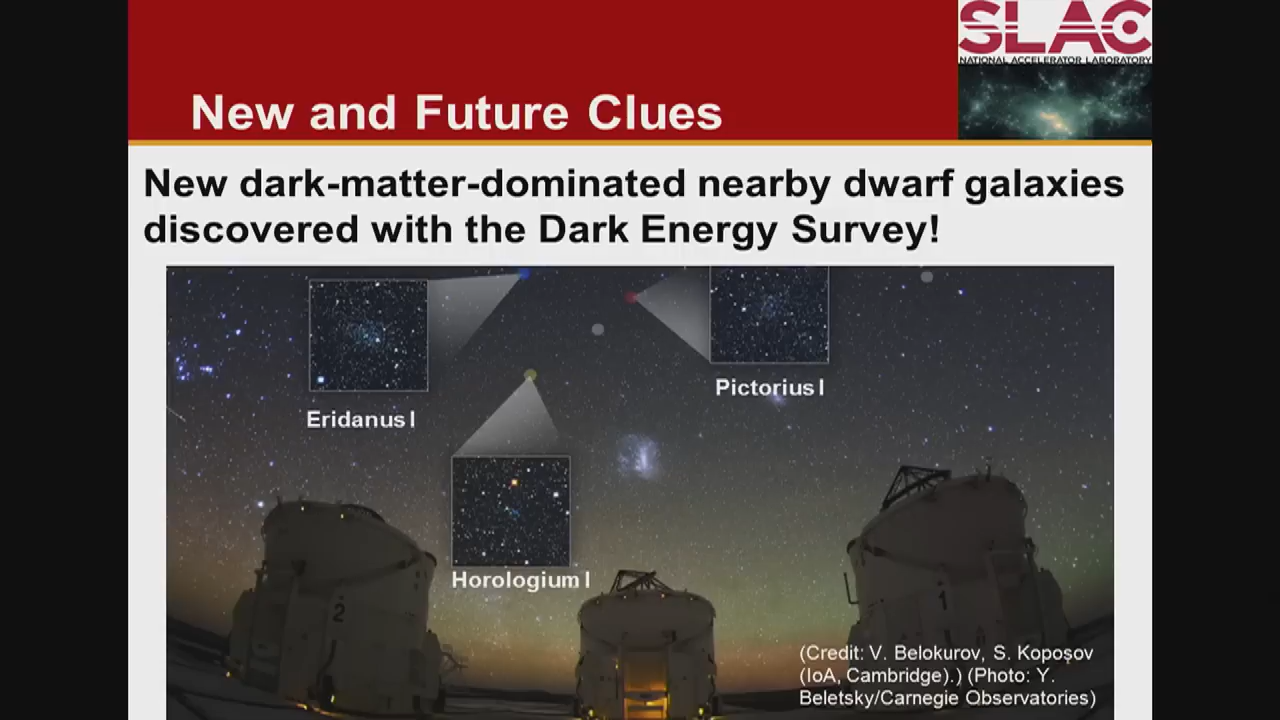 SLAC
NATIONAL ACCELERATOR LABORATORY
New and Future Clues
New dark-matter-dominated nearby dwarf galaxies
discovered with the Dark Energy Survey!
Eridanus I
Pictorius I
Horologium I
2
1
(Credit: V. Belokurov, S. Koposov
(IoA, Cambridge).) (Photo: Y.
Beletsky/Carnegie Observatories)